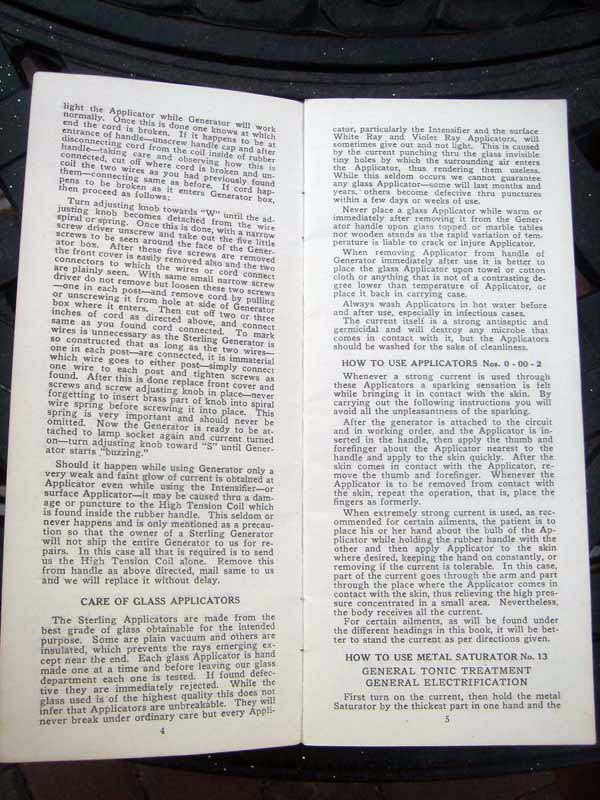 light the Applicator while Generator will work
normally. Once this is done one knows at which
end the cord is broken. If it happens to be at
entrance of handle—unscrew handle cap and after
disconnecting cord from the coil inside of rubber
handle—taking care and observing how this is
connected, cut off where cord is broken and un-
coil the two wires as you had previously found
them—connecting same as before. If cord hap-
pens to be broken as it enters Generator box,
then proceed as follows:
Turn adjusting knob towards "W" until the ad-
justing knob becomes detached from the wire
spiral or spring. Once this is done, with a narrow
screw driver unscrew and take out the five little
screws to be seen around the face of the Gener-
ator box. After these five screws are removed
the front cover is easily removed also and the two
connectors to which the wires or cord connect
are plainly seen. With same small narrow screw
driver do not remove but loosen these two screws
—one in each post—and remove cord by pulling
or unscrewing it from hole at side of Generator
box where it enters. Then cut off two or three
inches of cord as directed above, and connect
same as you found cord connected. To mark
wires is unnecessary as the Sterling Generator is
so constructed that as long as the two wires—
one in each post—are connected, it is immaterial
which wire goes to either post—simply connect
one wire to each post and tighten screws as
found. After this is done replace front cover and
screws and screw adjusting knob in place—never
forgetting to insert brass part of knob into spiral
wire spring before screwing it into place. This
spring is very important and should never be
omitted. Now the Generator is ready to be at-
tached to lamp socket again and current turned
on—turn adjusting knob toward "S" until Gener-
ator starts "buzzing."
Should it happen while using Generator only a
very weak and faint glow of current is obtained at
Applicator even while using the Intensifier—or
surface Applicator—it may be caused thru a dam-
age or puncture to the High Tension Coil which
is found inside the rubber handle. This seldom or
never happens and is only mentioned as a precau-
tion so that the owner of a Sterling Generator
will not ship entire Generator to us for re-
pairs. In this case all that is required is to send
us the High Tension Coil alone. Remove this
from handle as above directed, mail same to us
and we will replace it without delay.
CARE OF GLASS APPLICATORS
The Sterling Applicators are made from the
best grade of glass obtainable for the intended
purpose. Some are plain vacuum and others are
insulated, which prevents the rays emerging ex-
cept near the end. Each glass Applicator is hand
made one at a time and before leaving our glass
department each one is tested. If found defec-
tive they are immediately rejected. While the
glass used is of the highest quality this does not
infer that Applicators are unbreakable. They will
never break under ordinary care but every Appli-
4
cator, particularly the Intensifier and the surface
White Ray and Violet Ray Applicators, will
sometimes give out and not light. This is caused
by the current punching thru the glass invisible
tiny holes by which the surrounding air enters
the Applicator, thus rendering them useless.
While this seldom occurs we cannot guarantee
any glass Applicator—some will last months and
years, others become defective thru punctures
within a few days or weeks of use.
Never place a glass Applicator while warm or
immediately after removing it from the Gener-
ator handle upon glass topped or marble tables
nor wooden stands as the rapid variation of tem-
perature is liable to crack or injure Applicator.
When removing Applicator from handle of
Generator immediately after use it is better to
place the glass Applicator upon towel or cotton
cloth or anything that is not of a contrasting de-
gree lower than temperature of Applicator, or
place it back in carrying case.
Always wash Applicators in hot water before
and after use, especially in infectious cases.
The current itself is a strong antiseptic and
germicidal and will destroy any microbe that
comes in contact with it, but the Applicators
should be washed for the sake of cleanliness.
HOW TO USE APPLICATORS Nos. 0 - 00 - 2
Whenever a strong current is used through
these Applicators a sparking sensation is felt
while bringing it in contact with the skin. By
carrying out the following instructions you will
avoid all the unpleasantness of the sparking.
After the generator is attached to the circuit
and in working order, and the Applicator is in-
serted in the handle, then apply the thumb and
forefinger about the Applicator nearest to the
handle and apply to the skin quickly. After the
skin comes in contact with the Applicator, re-
move the thumb and forefinger. Whenever the
Applicator is to be removed from contact with
the skin, repeat the operation, that is, place the
fingers as formerly.
When extremely strong current is used, as rec-
ommended for certain ailments, the patient is to
place his or her hand about the bulb of the Ap-
plicator while holding the rubber handle with the
other and then apply Applicator to the skin
where desired, keeping the hand on constantly, or
removing if the current is tolerable. In this case,
part of the current goes through the arm and part
through the place where the Applicator comes in
contact with the skin, thus relieving the high pres-
sure concentrated in a small area. Nevertheless,
the body receives all the current.
For certain ailments, as will be found under
the different headings in this book, it will be bet-
ter to stand the current as per directions given.
HOW TO USE METAL SATURATOR No. 13
GENERAL TONIC TREATMENT
GENERAL ELECTRIFICATION
First turn on the current, then hold the metal
Saturator by the thickest part in one hand and the
5